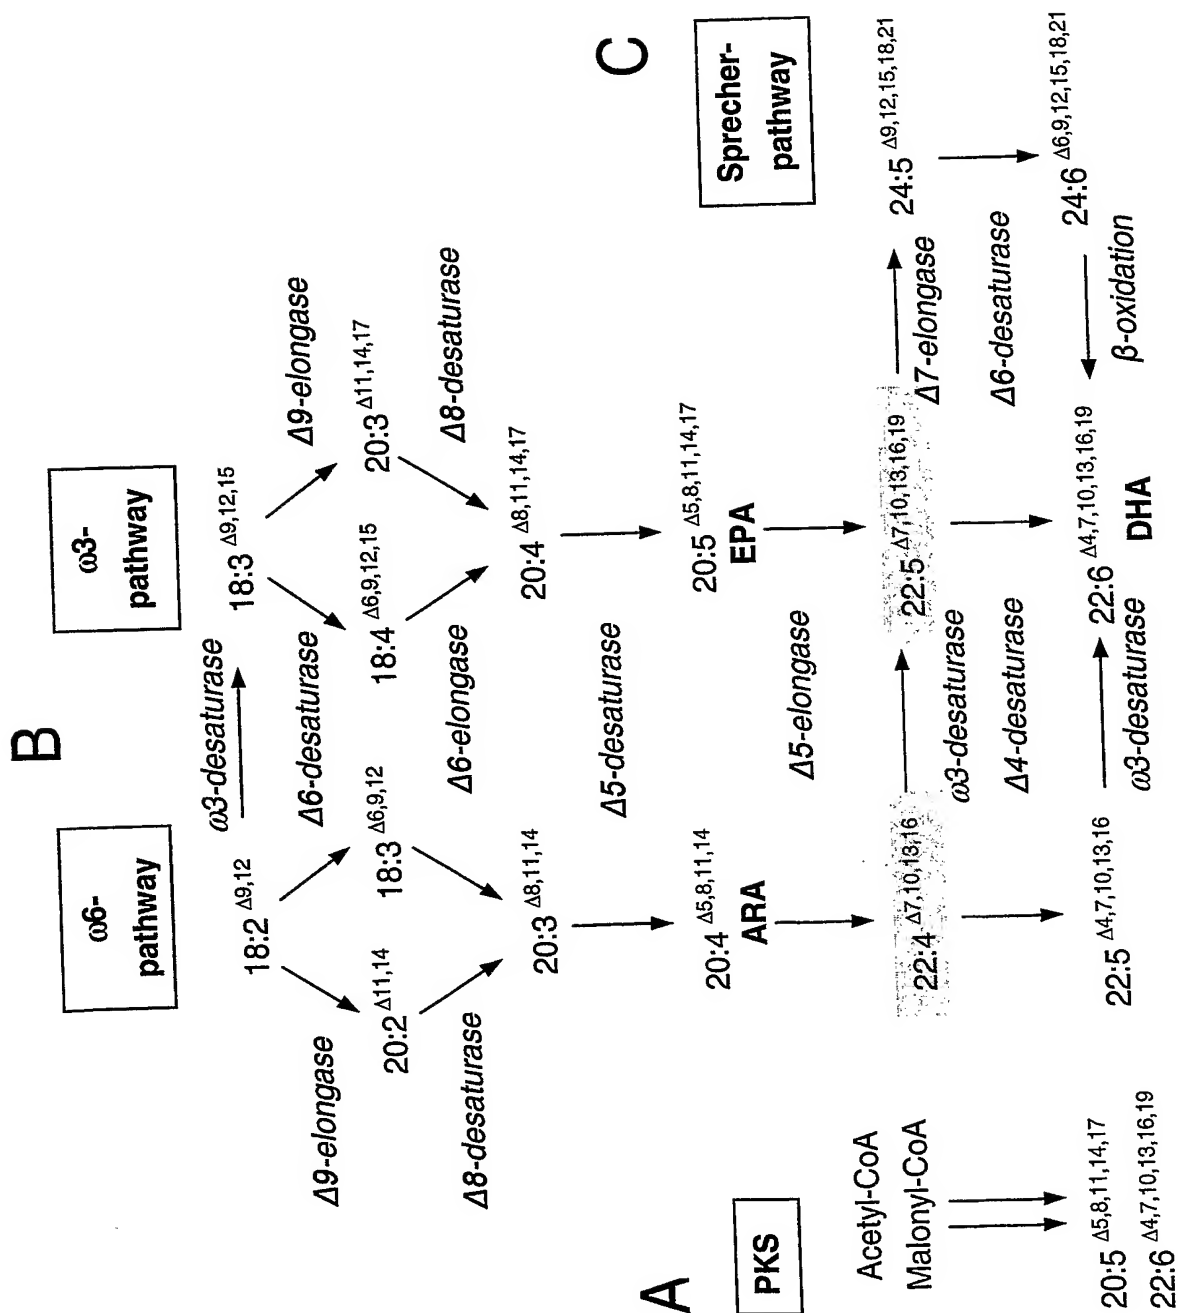 A
PKS
Acetyl-CoA
Malonyl-CoA
20:5 Δ5,8,11,14,17
22:6 Δ4,7,10,13,16,19
B
ω6-
pathway
ω3-
pathway
18:2 Δ9,12
ω3-desaturase
18:3 Δ9,12,15
Δ9-elongase
Δ6-desaturase
Δ9-elongase
20:2 Δ11,14
18:3 Δ6,9,12
18:4 Δ6,9,12,15
20:3 Δ11,14,17
Δ8-desaturase
Δ6-elongase
Δ8-desaturase
20:3 Δ8,11,14
20:4 Δ8,11,14,17
Δ5-desaturase
20:4 Δ5,8,11,14
ARA
20:5 Δ5,8,11,14,17
EPA
Δ5-elongase
22:4 Δ7,10,13,16
22:5 Δ7,10,13,16,19
ω3-desaturase
Δ4-desaturase
22:5 Δ4,7,10,13,16
22:6 Δ4,7,10,13,16,19
ω3-desaturase
DHA
C
Sprecher-
pathway
24:5 Δ9,12,15,18,21
Δ7-elongase
Δ6-desaturase
24:6 Δ6,9,12,15,18,21
β-oxidation